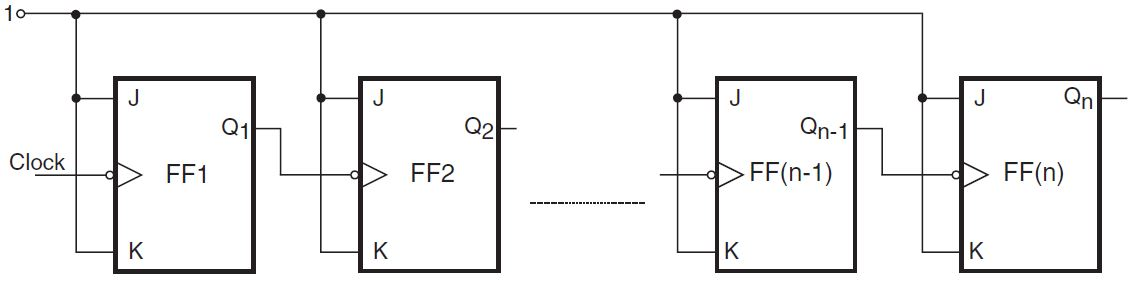 1
J J J J Qn
Q1 Q2 Qn-1
Clock FF1 FF2 FF(n-1) FF(n)
K K K K